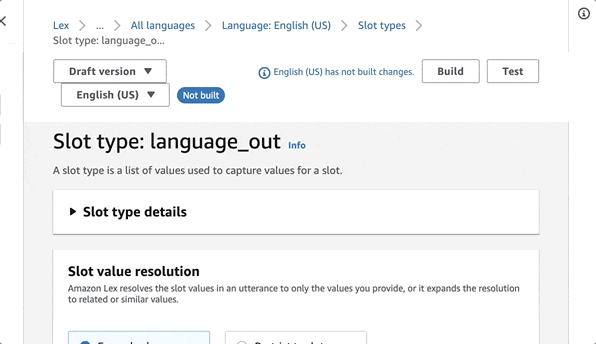 Lex > ... > All languages > Language: English (US) > Slot types >
Slot type: language_o...
Draft version ▼
English (US) has not built changes.
Build
Test
English (US) ▼
Not built
Slot type: language_out Info
A slot type is a list of values used to capture values for a slot.
▶ Slot type details
Slot value resolution
Amazon Lex resolves the slot values in an utterance to only the values you provide, or it expands the resolution
to related or similar values.